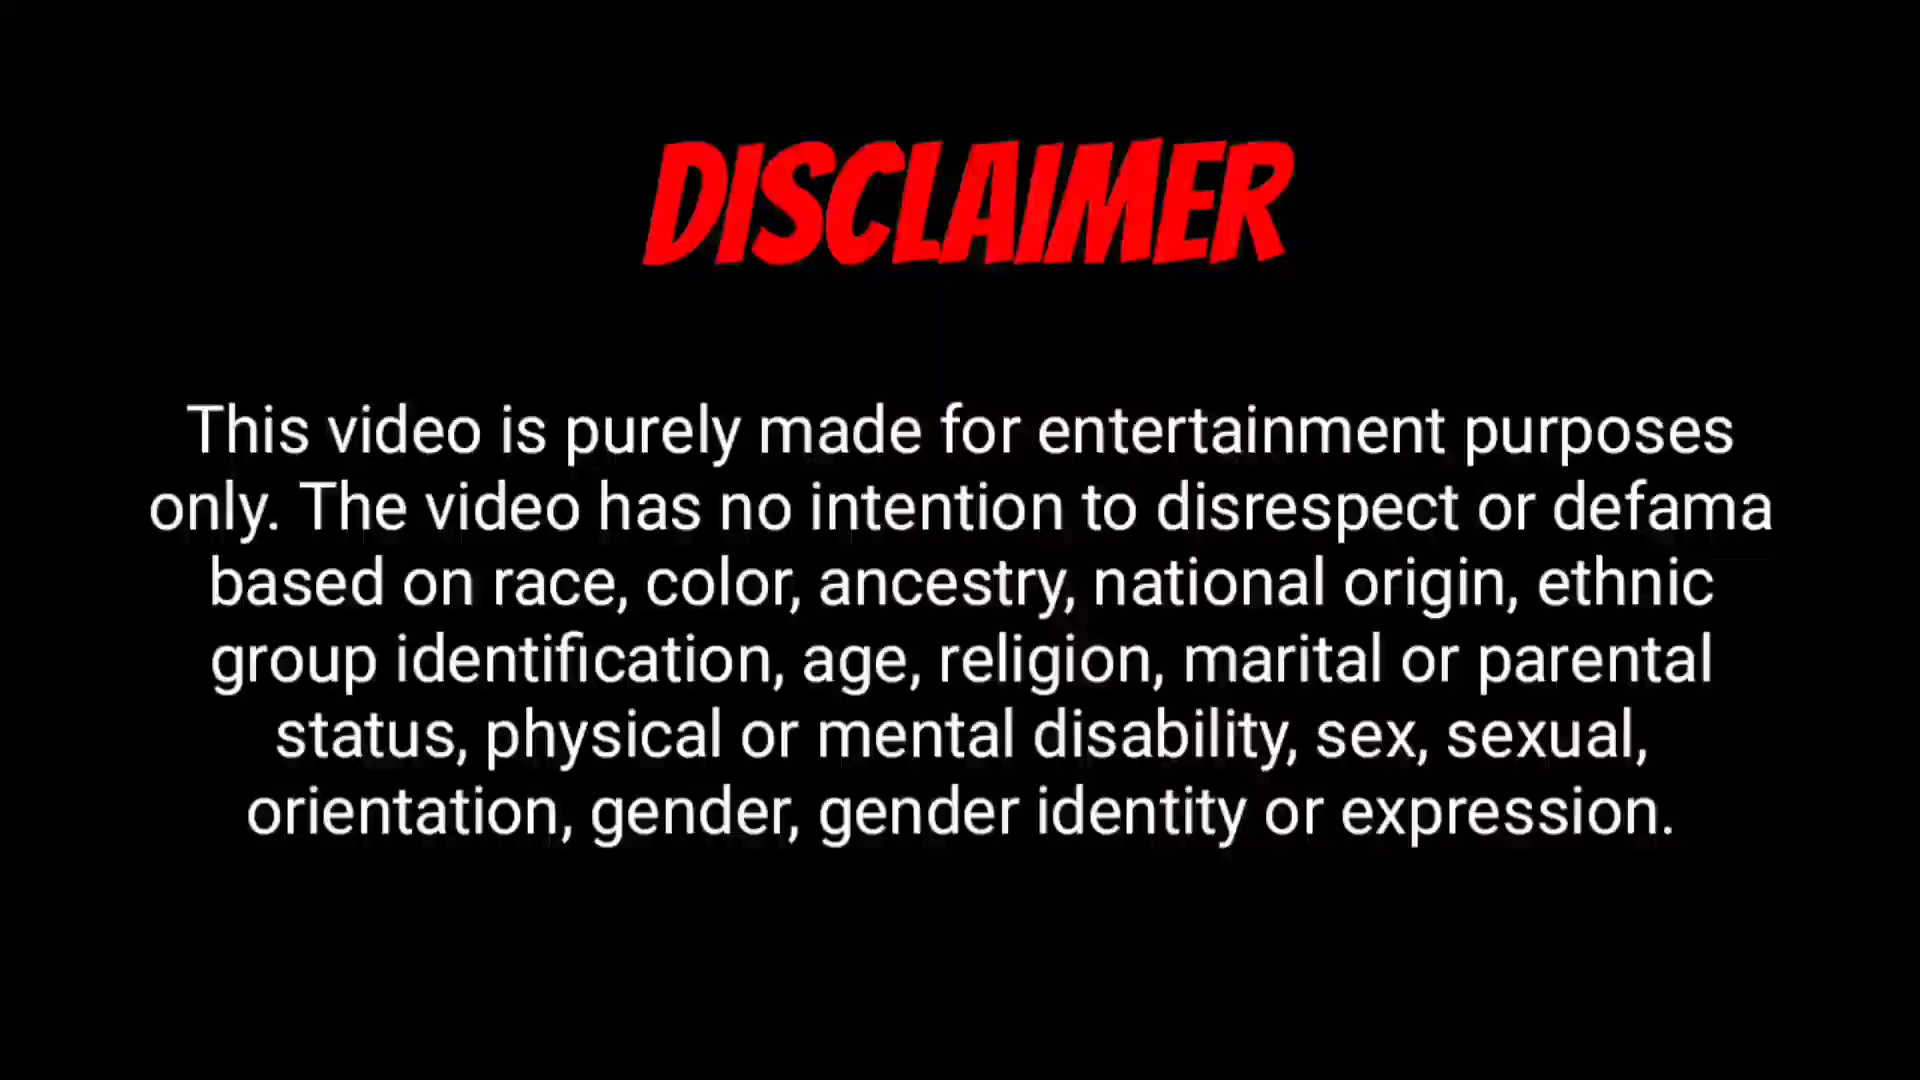 DISCLAIMER
This video is purely made for entertainment purposes
only. The video has no intention to disrespect or defama
based on race, color, ancestry, national origin, ethnic
group identification, age, religion, marital or parental
status, physical or mental disability, sex, sexual,
orientation, gender, gender identity or expression.